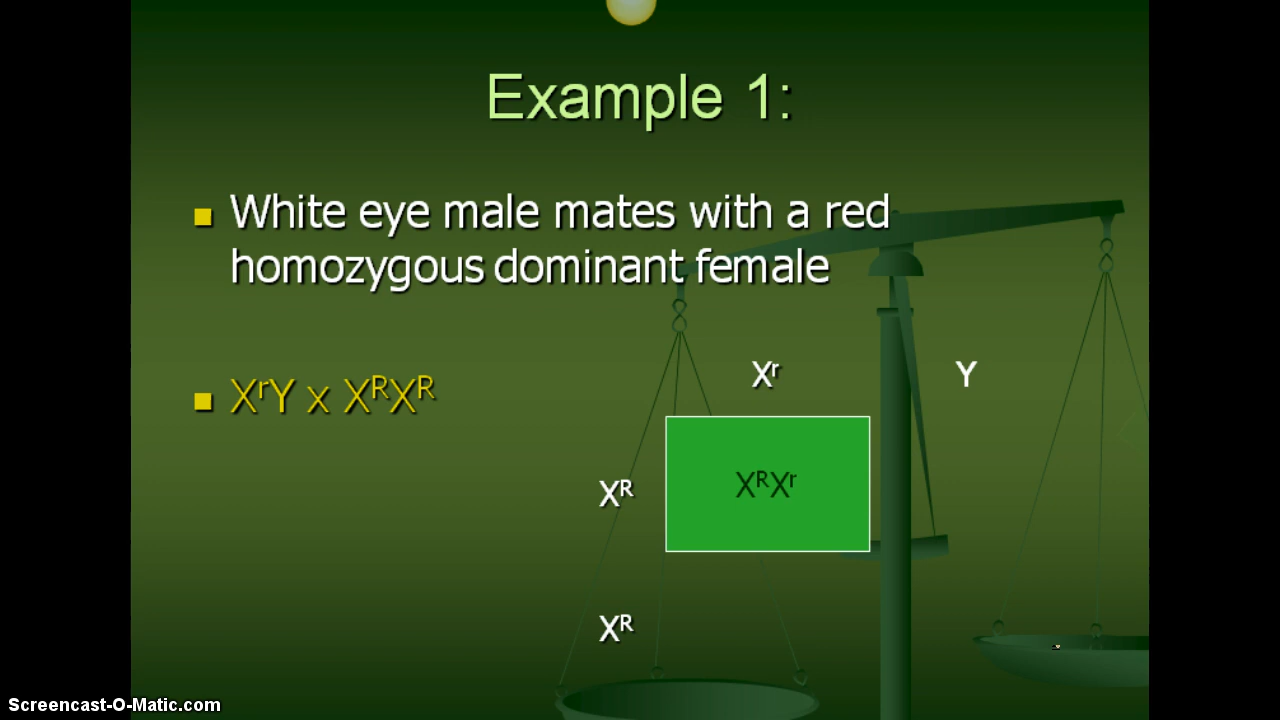 Example 1:
White eye male mates with a red
homozygous dominant female
XʳY x XᴿXᴿ
Xʳ Y
Xᴿ XᴿXʳ
Xᴿ
Screencast-O-Matic.com